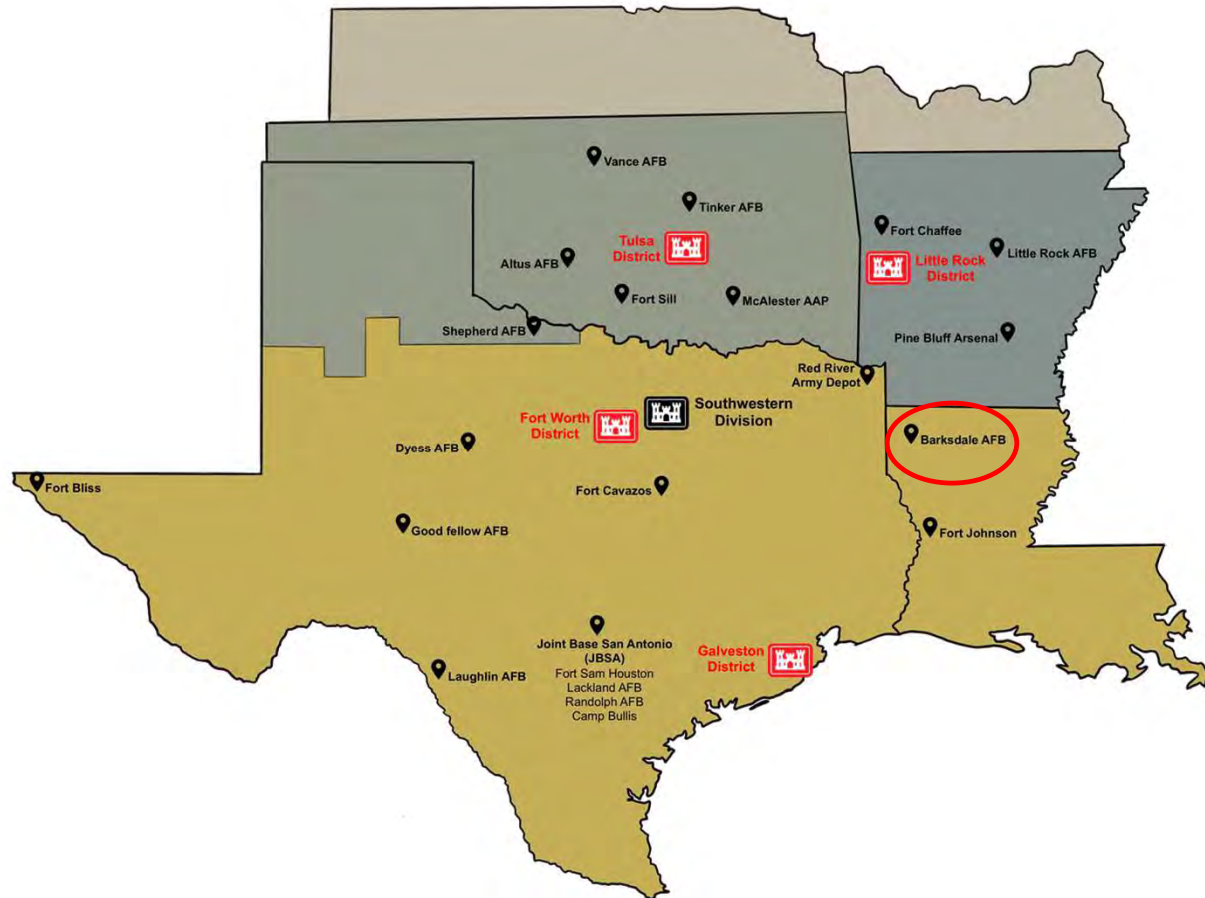 Vance AFB
Tinker AFB
Tulsa
District
Altus AFB
Fort Sill
McAlester AAP
Shepherd AFB
Fort Chaffee
Little Rock AFB
Little Rock
District
Pine Bluff Arsenal
Red River
Army Depot
Southwestern
Division
Fort Worth
District
Dyess AFB
Barksdale AFB
Fort Bliss
Fort Cavazos
Good fellow AFB
Fort Johnson
Joint Base San Antonio
(JBSA)
Fort Sam Houston
Lackland AFB
Randolph AFB
Camp Bullis
Laughlin AFB
Galveston
District